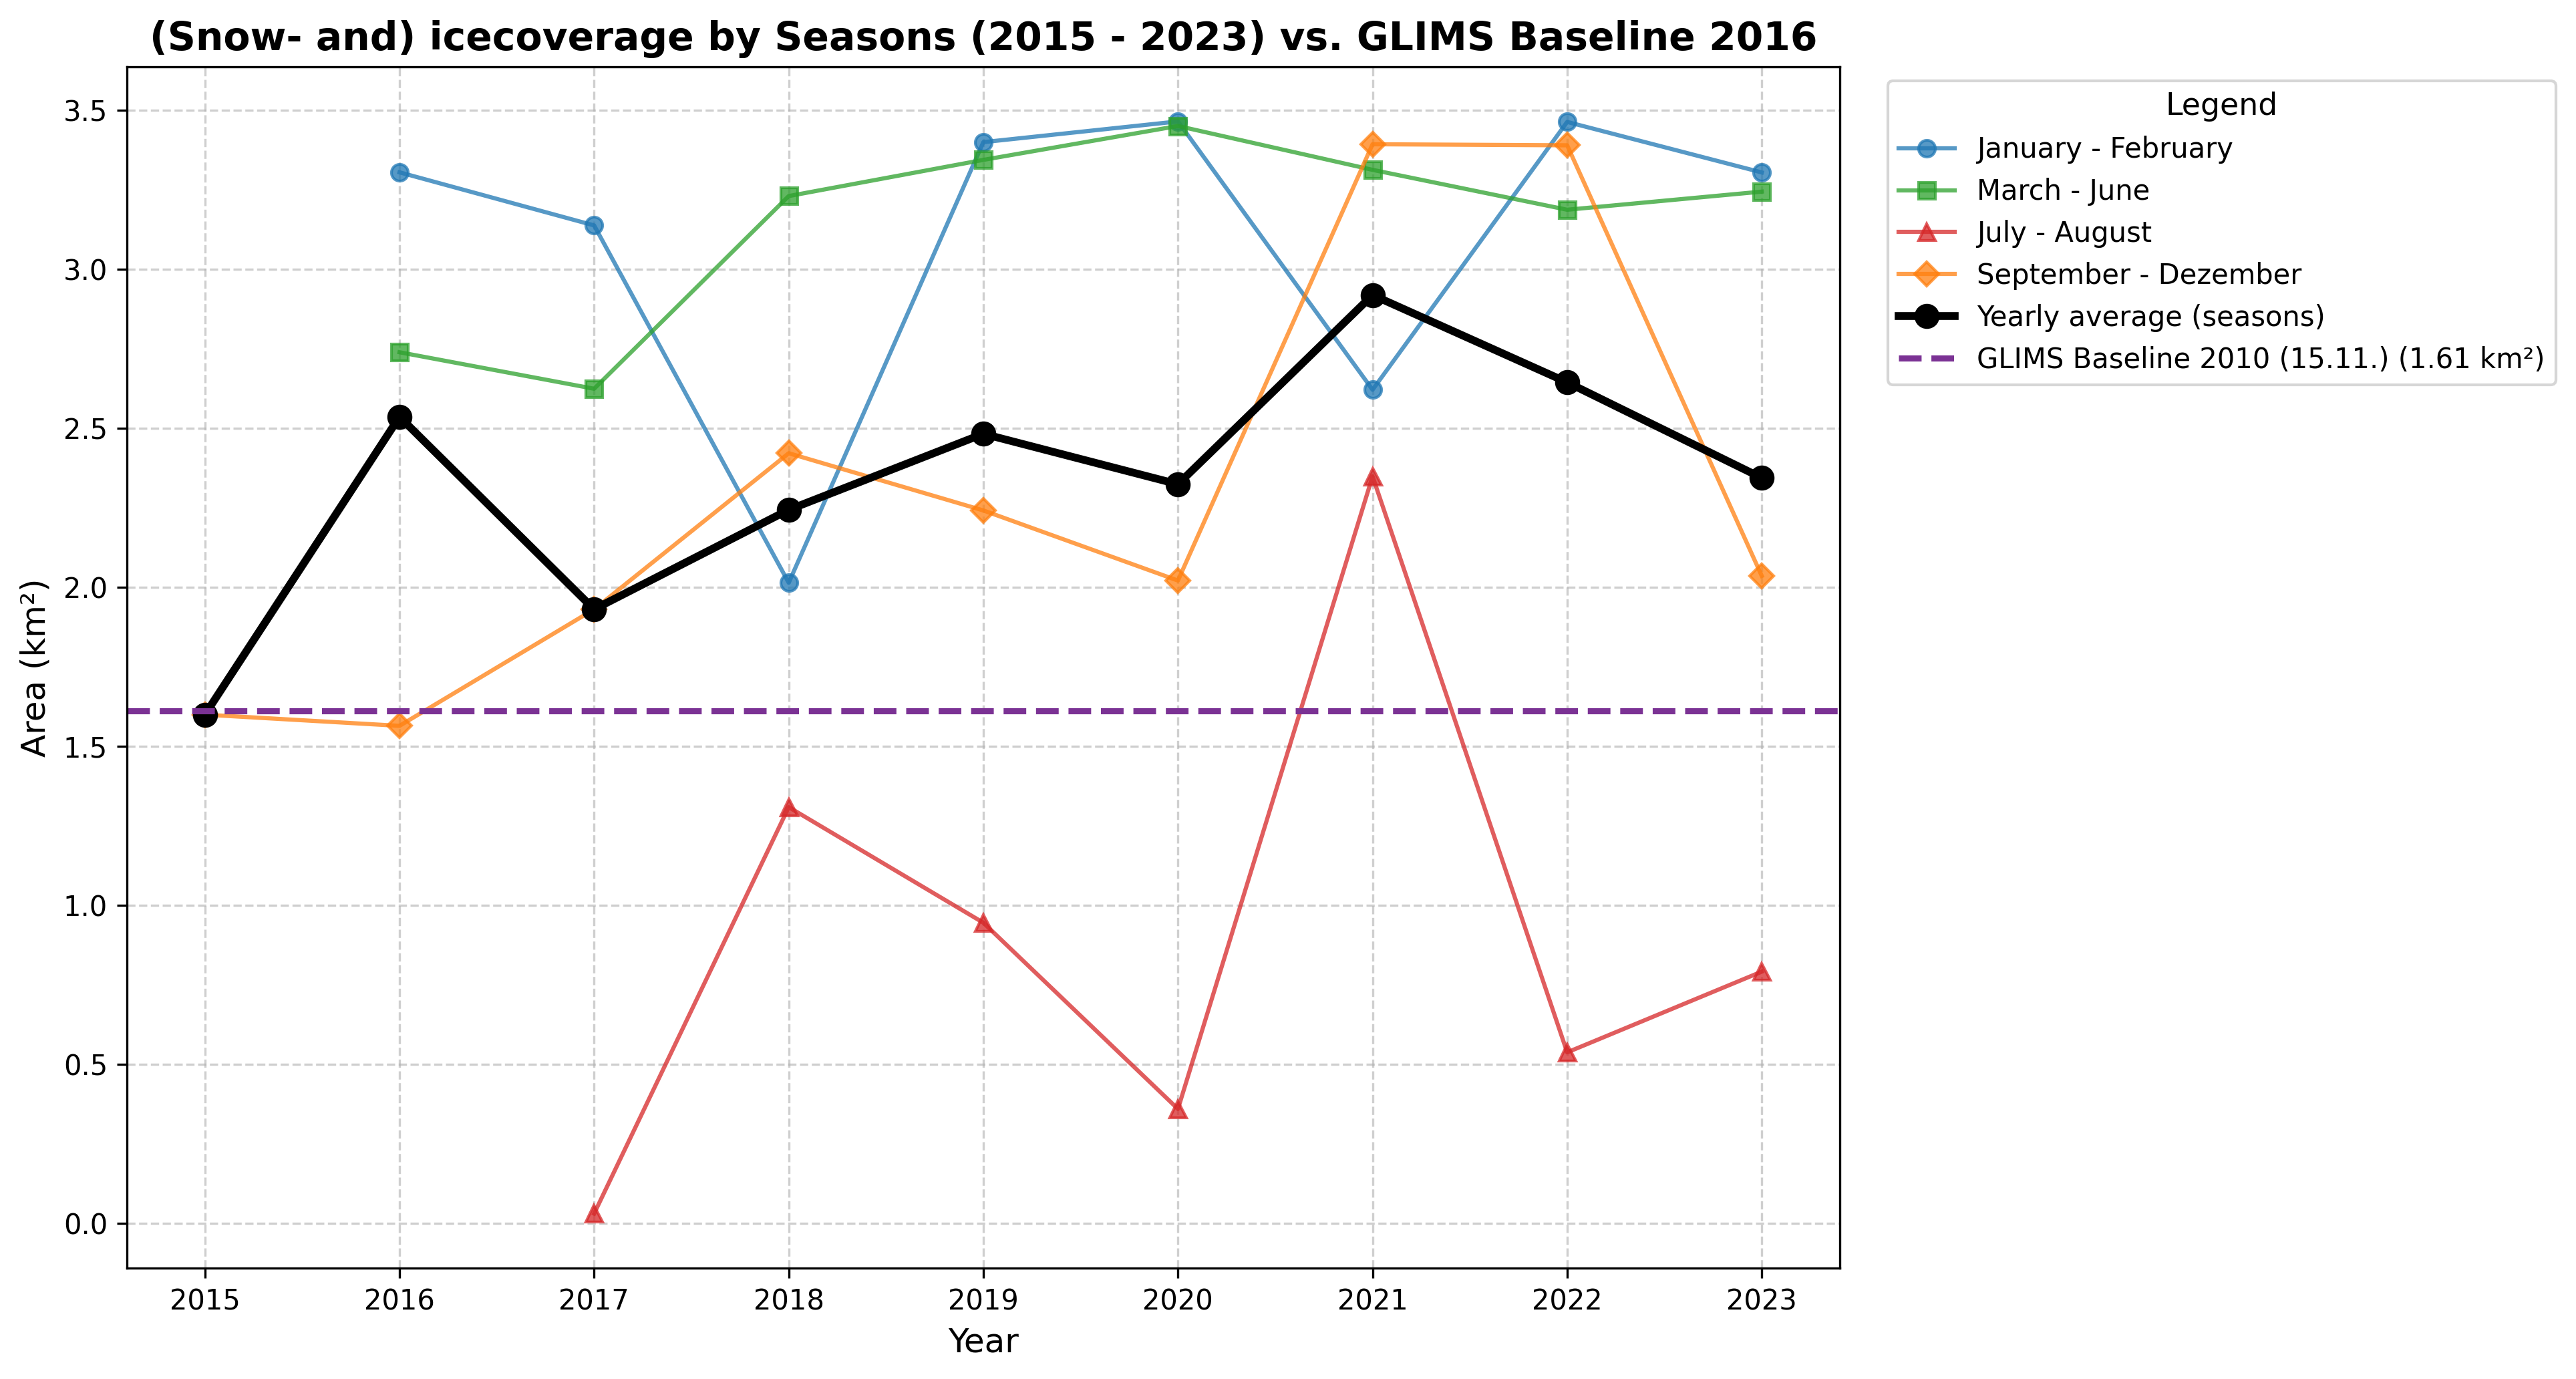 (Snow- and) icecoverage by Seasons (2015 - 2023) vs. GLIMS Baseline 2016
Legend
January - February
March - June
July - August
September - Dezember
Yearly average (seasons)
GLIMS Baseline 2010 (15.11.) (1.61 km²)
Area (km²)
3.5
3.0
2.5
2.0
1.5
1.0
0.5
0.0
2015 2016 2017 2018 2019 2020 2021 2022 2023
Year